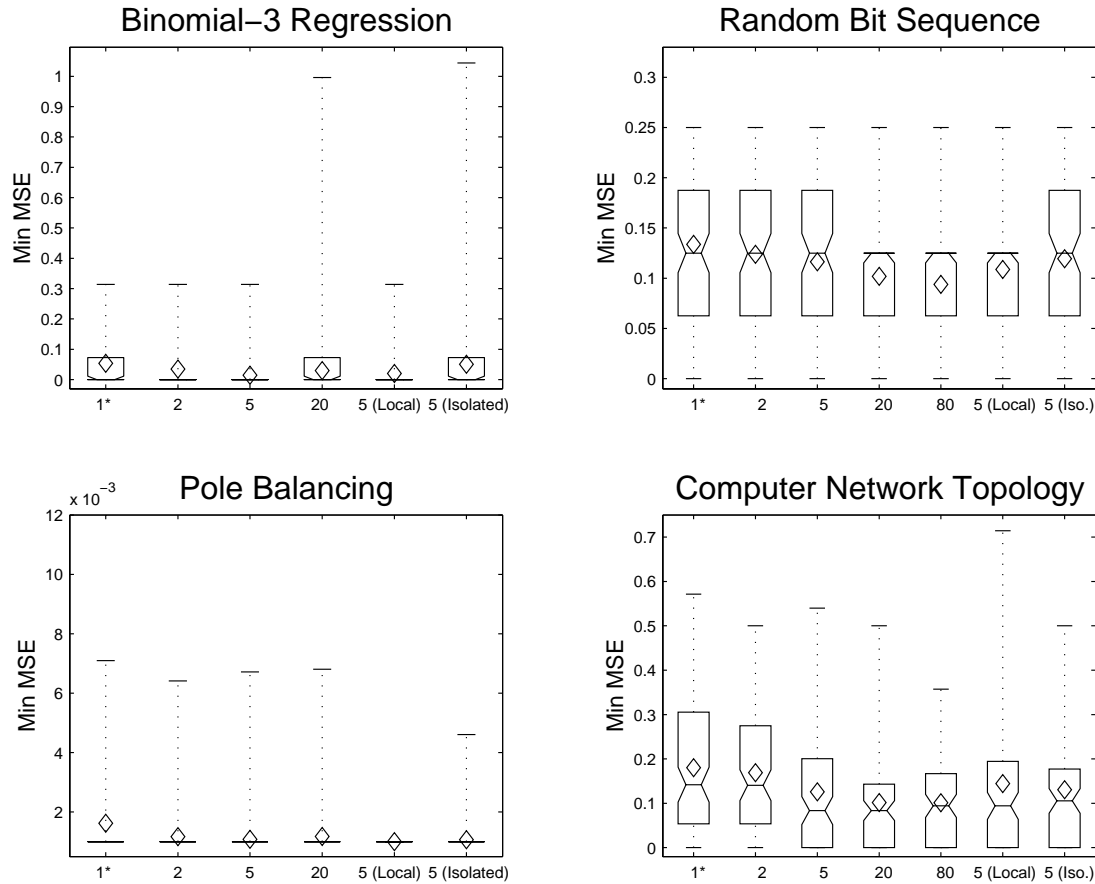 Binomial−3 Regression
Min MSE
1
0.9
0.8
0.7
0.6
0.5
0.4
0.3
0.2
0.1
0
1* 2 5 20 5 (Local) 5 (Isolated)
Random Bit Sequence
Min MSE
0.3
0.25
0.2
0.15
0.1
0.05
0
1* 2 5 20 80 5 (Local) 5 (Iso.)
Pole Balancing
x 10−3
Min MSE
12
10
8
6
4
2
1* 2 5 20 5 (Local) 5 (Isolated)
Computer Network Topology
Min MSE
0.7
0.6
0.5
0.4
0.3
0.2
0.1
0
1* 2 5 20 80 5 (Local) 5 (Iso.)